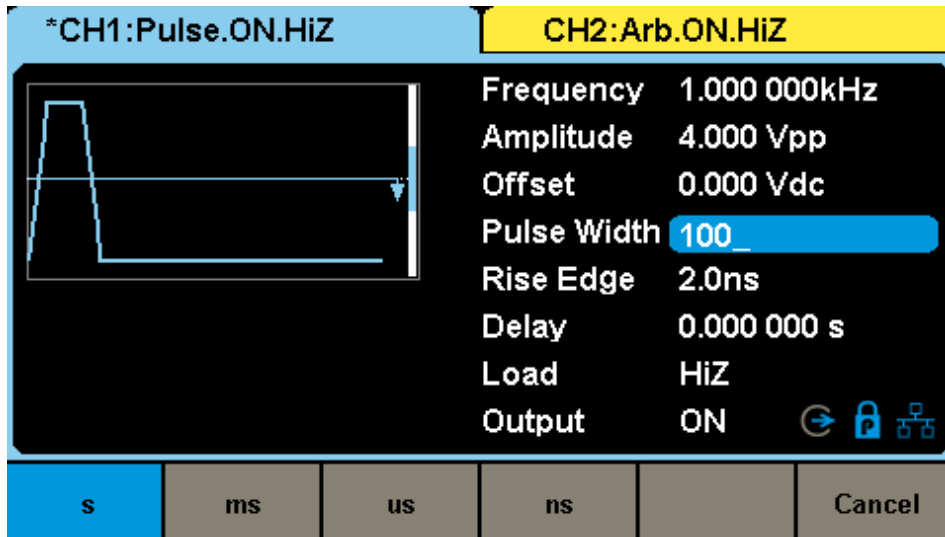 *CH1:Pulse.ON.HiZ
CH2:Arb.ON.HiZ
Frequency 1.000 000kHz
Amplitude 4.000 Vpp
Offset 0.000 Vdc
Pulse Width 100_
Rise Edge 2.0ns
Delay 0.000 000 s
Load HiZ
Output ON
P
s ms us ns Cancel